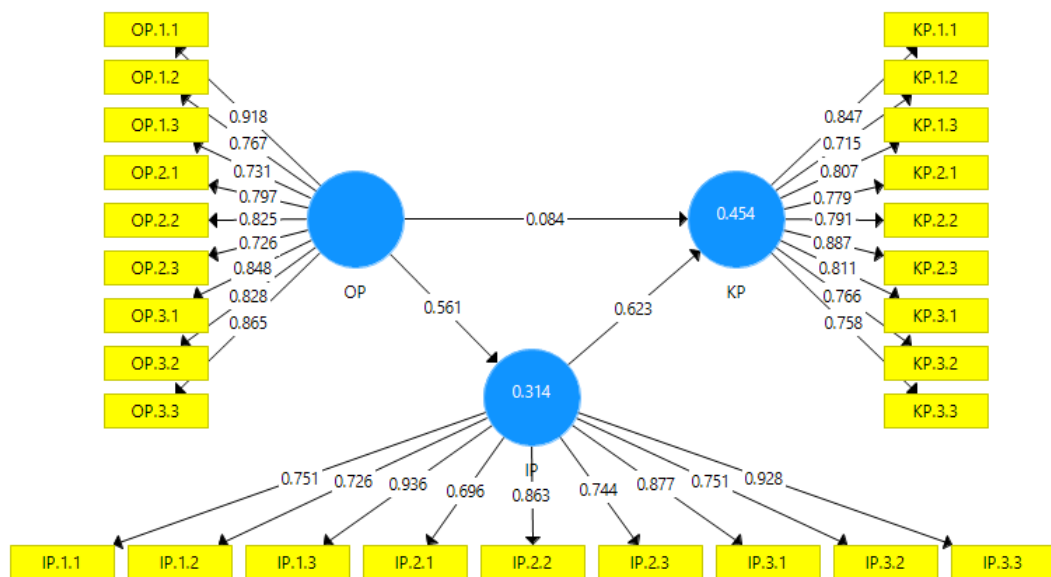 OP.1.1
OP.1.2
OP.1.3
OP.2.1
OP.2.2
OP.2.3
OP.3.1
OP.3.2
OP.3.3
0.918
0.767
0.731
0.797
0.825
0.726
0.848
0.828
0.865
OP
0.084
0.561
0.623
0.454
KP
0.847
0.715
0.807
0.779
0.791
0.887
0.811
0.766
0.758
KP.1.1
KP.1.2
KP.1.3
KP.2.1
KP.2.2
KP.2.3
KP.3.1
KP.3.2
KP.3.3
0.314
IP
0.751
0.726
0.936
0.696
0.863
0.744
0.877
0.751
0.928
IP.1.1
IP.1.2
IP.1.3
IP.2.1
IP.2.2
IP.2.3
IP.3.1
IP.3.2
IP.3.3